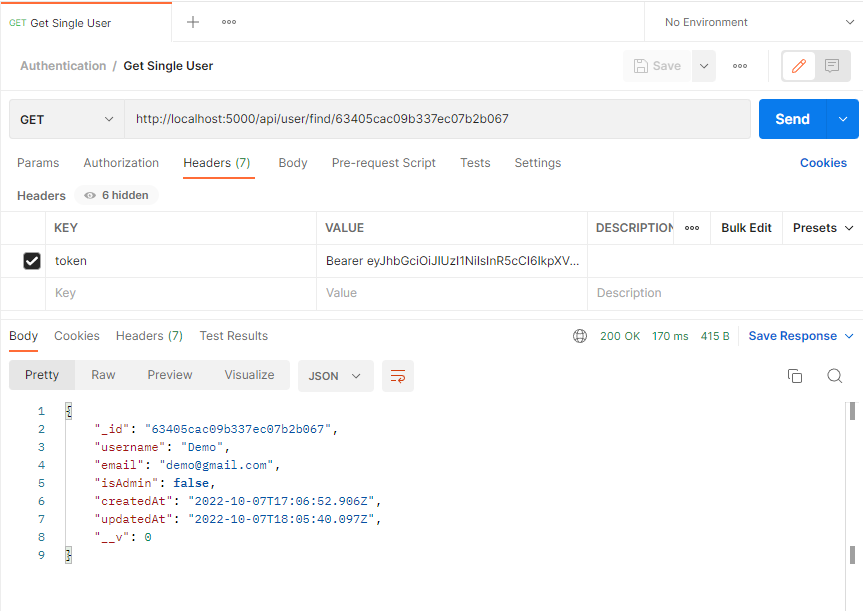 GET Get Single User
No Environment
Authentication / Get Single User
Save
GET http://localhost:5000/api/user/find/63405cac09b337ec07b2b067 Send
Params Authorization Headers (7) Body Pre-request Script Tests Settings Cookies
Headers 6 hidden
KEY VALUE DESCRIPTION Bulk Edit Presets
token Bearer eyJhbGciOiJIUzI1NiIsInR5cCI6IkpXV...
Key Value Description
Body Cookies Headers (7) Test Results 200 OK 170 ms 415 B Save Response
Pretty Raw Preview Visualize JSON
1 {
2 "_id": "63405cac09b337ec07b2b067",
3 "username": "Demo",
4 "email": "demo@gmail.com",
5 "isAdmin": false,
6 "createdAt": "2022-10-07T17:06:52.906Z",
7 "updatedAt": "2022-10-07T18:05:40.097Z",
8 "__v": 0
9 }